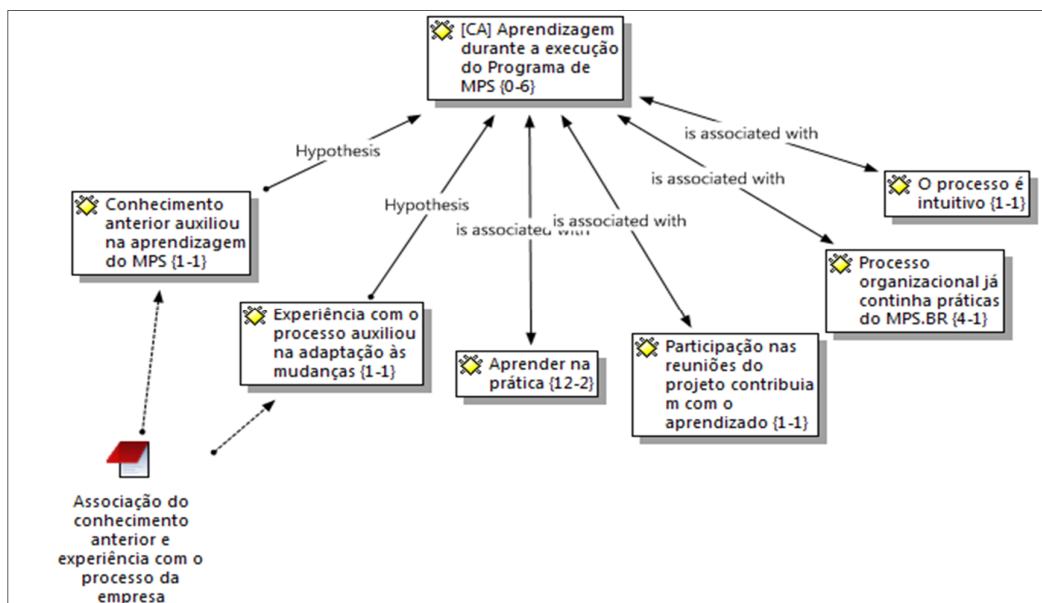 [CA] Aprendizagem
durante a execução
do Programa de
MPS {0-6}
Hypothesis
Hypothesis
is associated with
is associated with
is associated with
is associated with
Conhecimento
anterior auxiliou
na aprendizagem
do MPS {1-1}
Experiência com o
processo auxiliou
na adaptação às
mudanças {1-1}
Aprender na
prática {12-2}
Participação nas
reuniões do
projeto contribuia
m com o
aprendizado {1-1}
Processo
organizacional já
continha práticas
do MPS.BR {4-1}
O processo é
intuitivo {1-1}
Associação do
conhecimento
anterior e
experiência com o
processo da
empresa